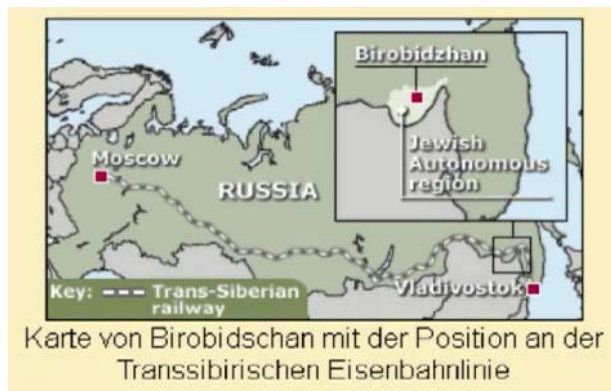 Birobidzhan
Jewish
Autonomous
region
Moscow
RUSSIA
Vladivostok
Key: Trans-Siberian
railway
Karte von Birobidschan mit der Position an der
Transsibirischen Eisenbahnlinie